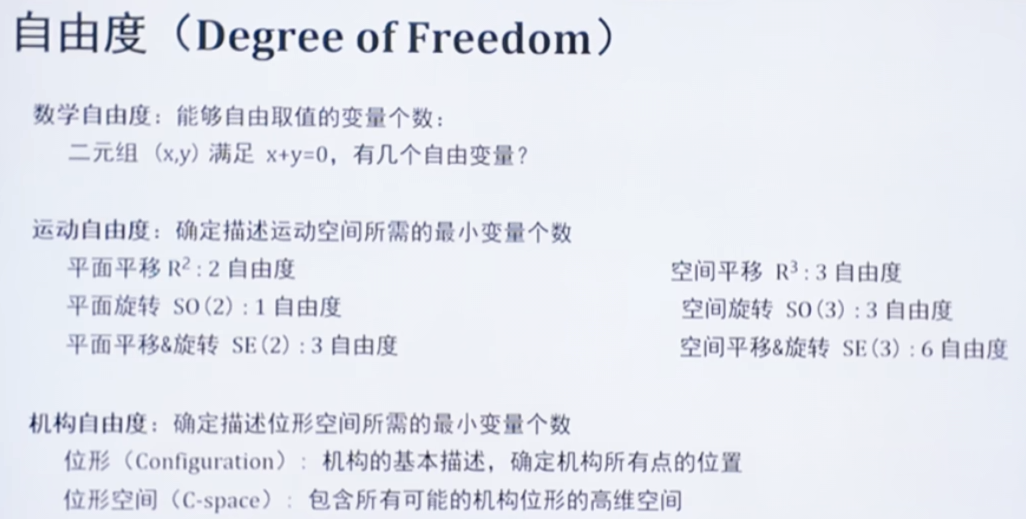 自由度（Degree of Freedom）
数学自由度：能够自由取值的变量个数：
二元组 (x,y) 满足 x+y=0，有几个自由变量？
运动自由度：确定描述运动空间所需的最小变量个数
平面平移 R²：2 自由度
空间平移 R³：3 自由度
平面旋转 SO(2)：1 自由度
空间旋转 SO(3)：3 自由度
平面平移&旋转 SE(2)：3 自由度
空间平移&旋转 SE(3)：6 自由度
机构自由度：确定描述位形空间所需的最小变量个数
位形（Configuration）：机构的基本描述，确定机构所有点的位置
位形空间（C-space）：包含所有可能的机构位形的高维空间